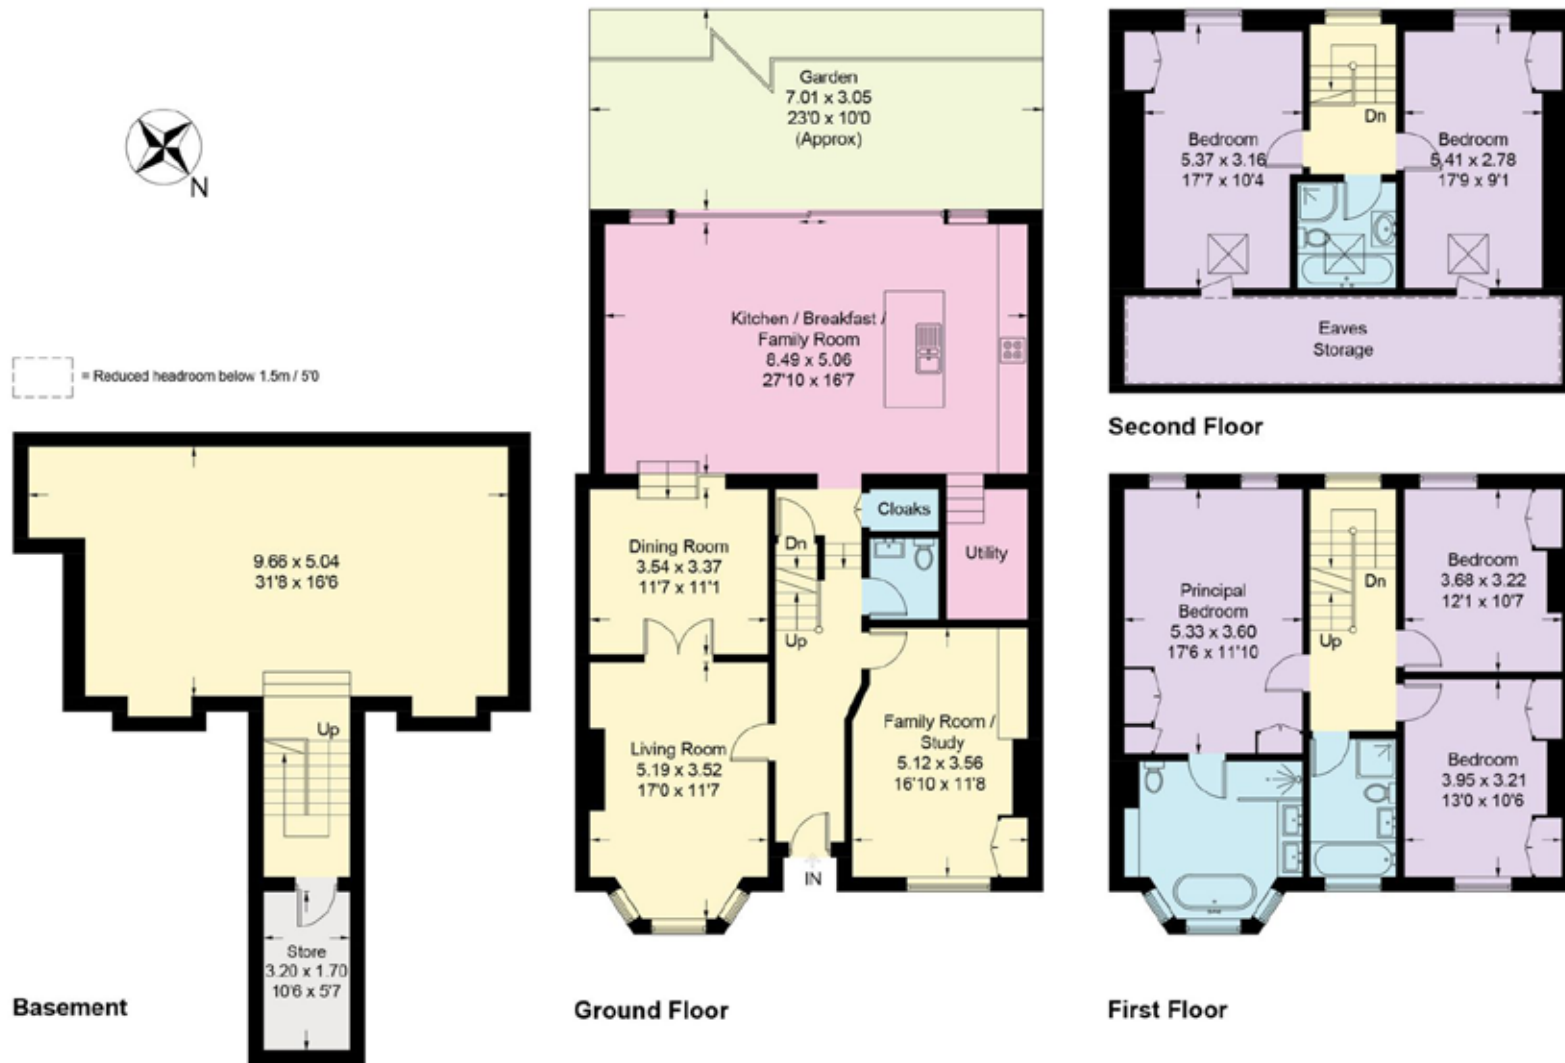 N
= Reduced headroom below 1.5m / 5'0
9.66 x 5.04
31'8 x 16'6
Up
Store
3.20 x 1.70
10'6 x 5'7
Basement
Garden
7.01 x 3.05
23'0 x 10'0
(Approx)
Kitchen / Breakfast /
Family Room
8.49 x 5.06
27'10 x 16'7
Cloaks
Dn
Utility
Dining Room
3.54 x 3.37
11'7 x 11'1
Up
Living Room
5.19 x 3.52
17'0 x 11'7
Family Room /
Study
5.12 x 3.56
16'10 x 11'8
IN
Ground Floor
Dn
Bedroom
5.37 x 3.16
17'7 x 10'4
Bedroom
5.41 x 2.78
17'9 x 9'1
Eaves
Storage
Second Floor
Principal
Bedroom
5.33 x 3.60
17'6 x 11'10
Dn
Up
Bedroom
3.68 x 3.22
12'1 x 10'7
Bedroom
3.95 x 3.21
13'0 x 10'6
First Floor